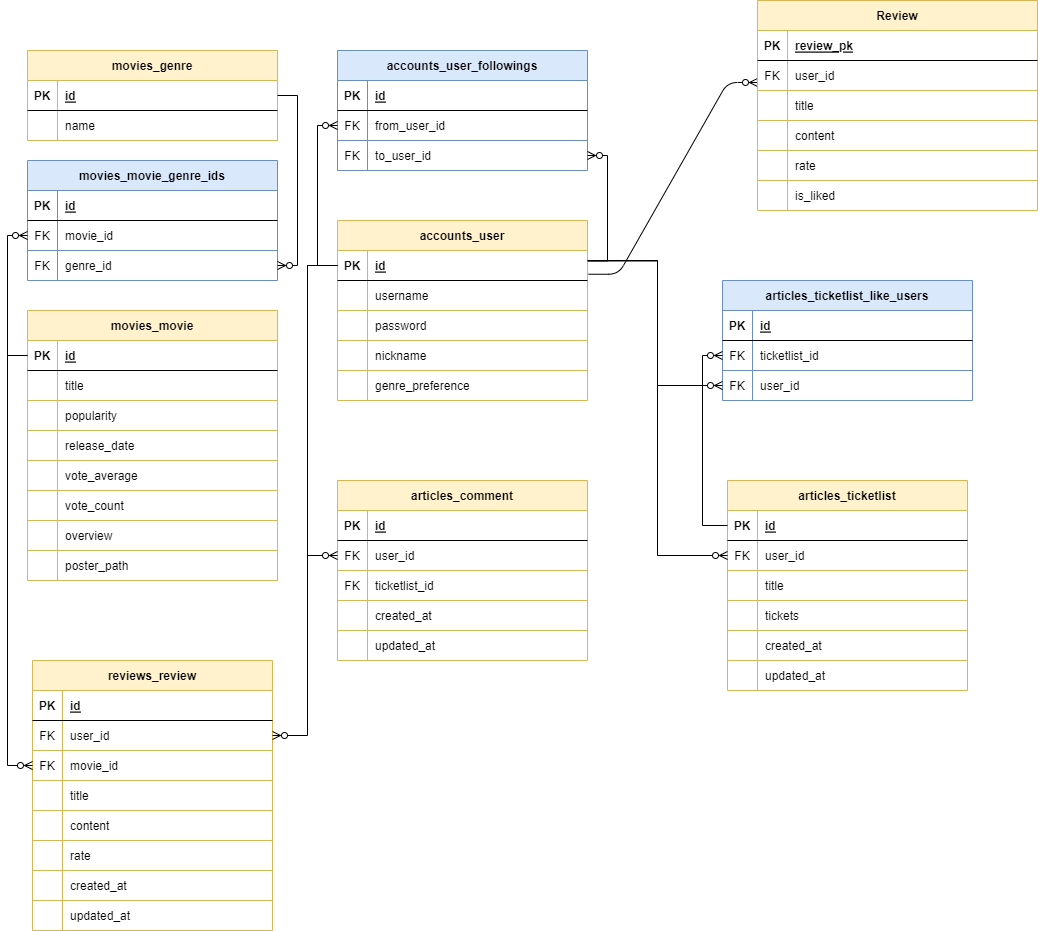 movies_genre
PK id
name
movies_movie_genre_ids
PK id
FK movie_id
FK genre_id
movies_movie
PK id
title
popularity
release_date
vote_average
vote_count
overview
poster_path
reviews_review
PK id
FK user_id
FK movie_id
title
content
rate
created_at
updated_at
accounts_user_followings
PK id
FK from_user_id
FK to_user_id
accounts_user
PK id
username
password
nickname
genre_preference
articles_comment
PK id
FK user_id
FK ticketlist_id
created_at
updated_at
Review
PK review_pk
FK user_id
title
content
rate
is_liked
articles_ticketlist_like_users
PK id
FK ticketlist_id
FK user_id
articles_ticketlist
PK id
FK user_id
title
tickets
created_at
updated_at